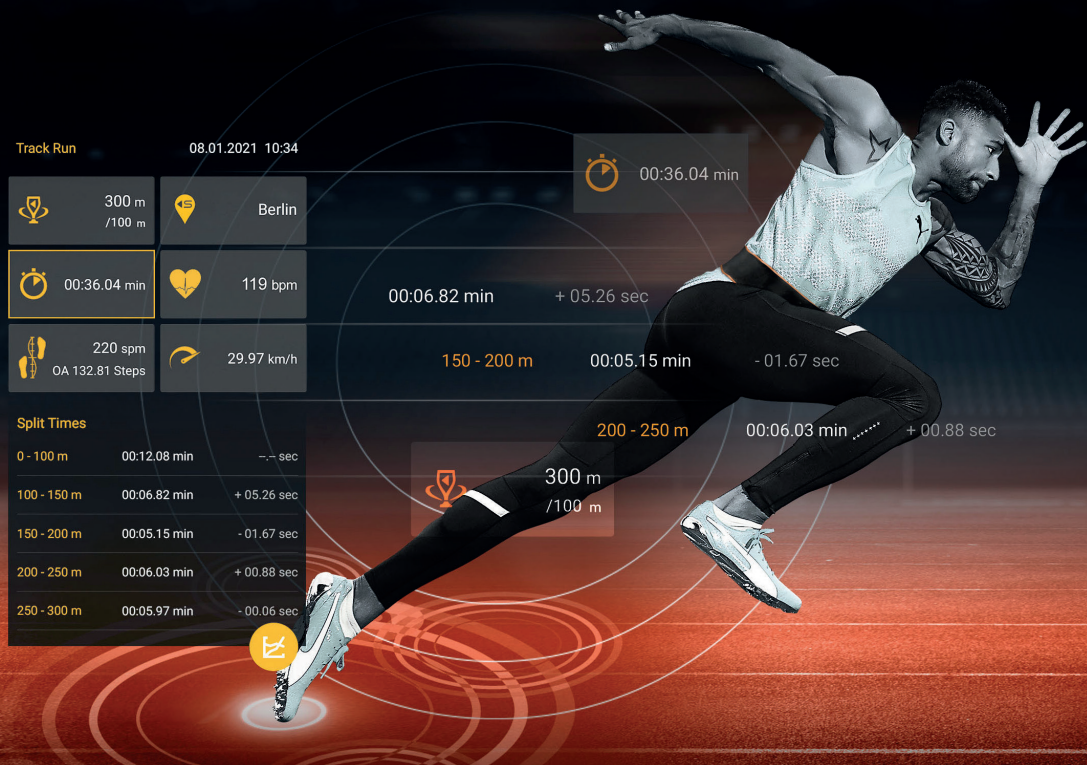 Track Run 08.01.2021 10:34
300 m
/100 m
Berlin
00:36.04 min
119 bpm
220 spm
OA 132.81 Steps
29.97 km/h
Split Times
0 - 100 m 00:12.08 min --.-- sec
100 - 150 m 00:06.82 min + 05.26 sec
150 - 200 m 00:05.15 min - 01.67 sec
200 - 250 m 00:06.03 min + 00.88 sec
250 - 300 m 00:05.97 min - 00.06 sec
00:36.04 min
00:06.82 min + 05.26 sec
150 - 200 m 00:05.15 min - 01.67 sec
200 - 250 m 00:06.03 min + 00.88 sec
300 m
/100 m